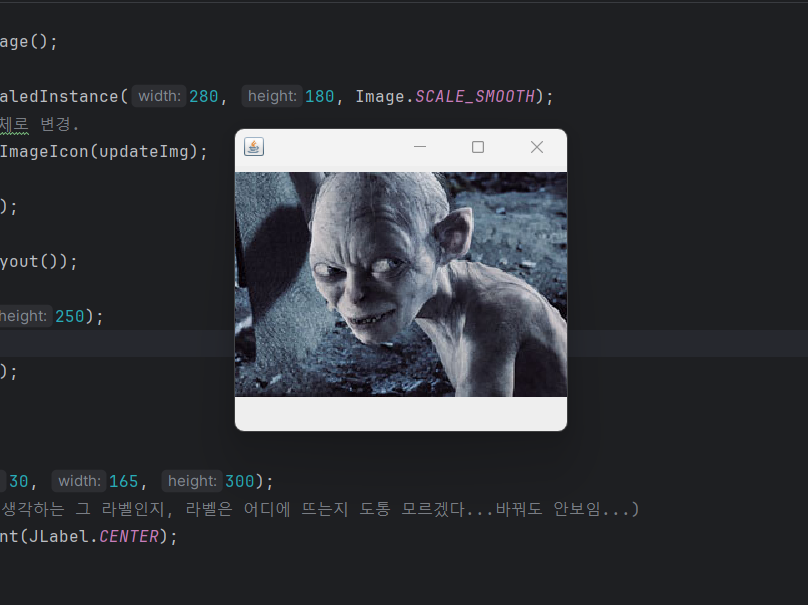 age();
aledInstance( width: 280, height: 180, Image.SCALE_SMOOTH);
체로 변경.
ImageIcon(updateImg);
);
yout());
height: 250);
);
30, width: 165, height: 300);
생각하는 그 라벨인지, 라벨은 어디에 뜨는지 도통 모르겠다...바꿔도 안보임...)
nt(JLabel.CENTER);